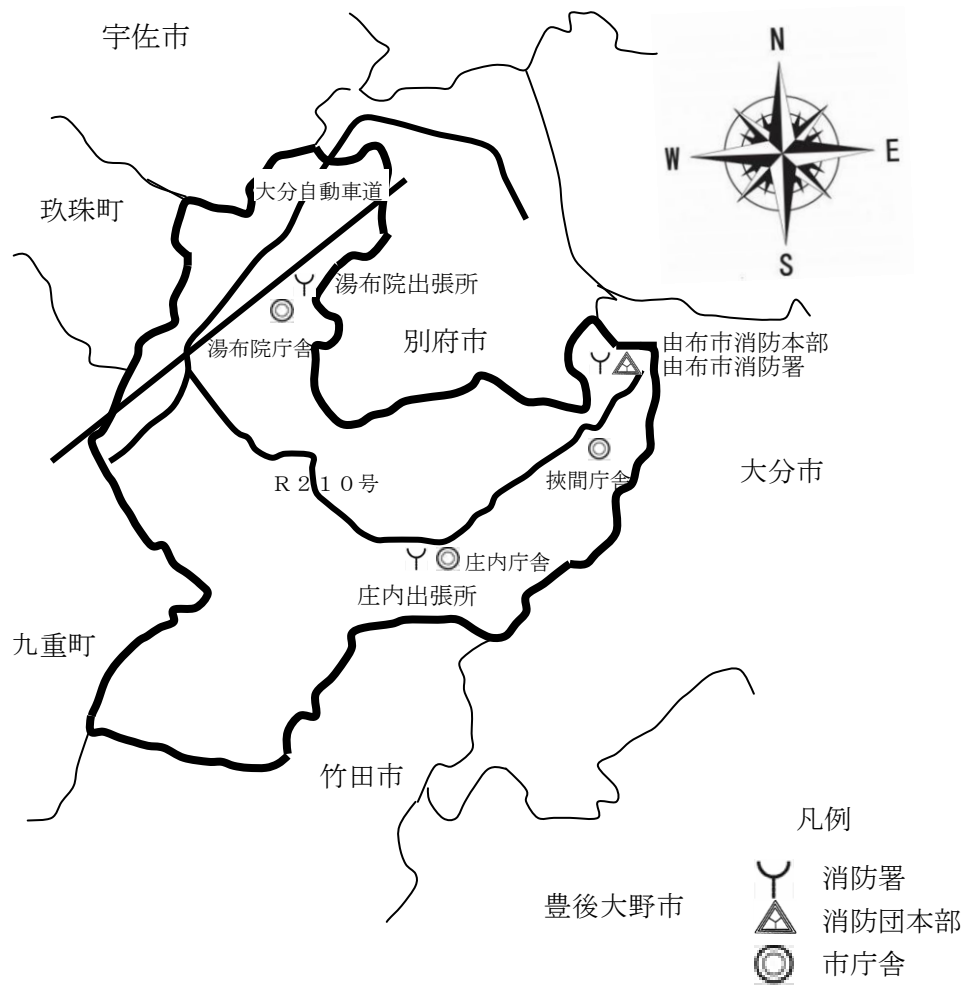 宇佐市
N
W
E
S
玖珠町
大分自動車道
湯布院出張所
湯布院庁舎
別府市
由布市消防本部
由布市消防署
大分市
R210号
挾間庁舎
庄内庁舎
庄内出張所
九重町
竹田市
豊後大野市
凡例
消防署
消防団本部
市庁舎